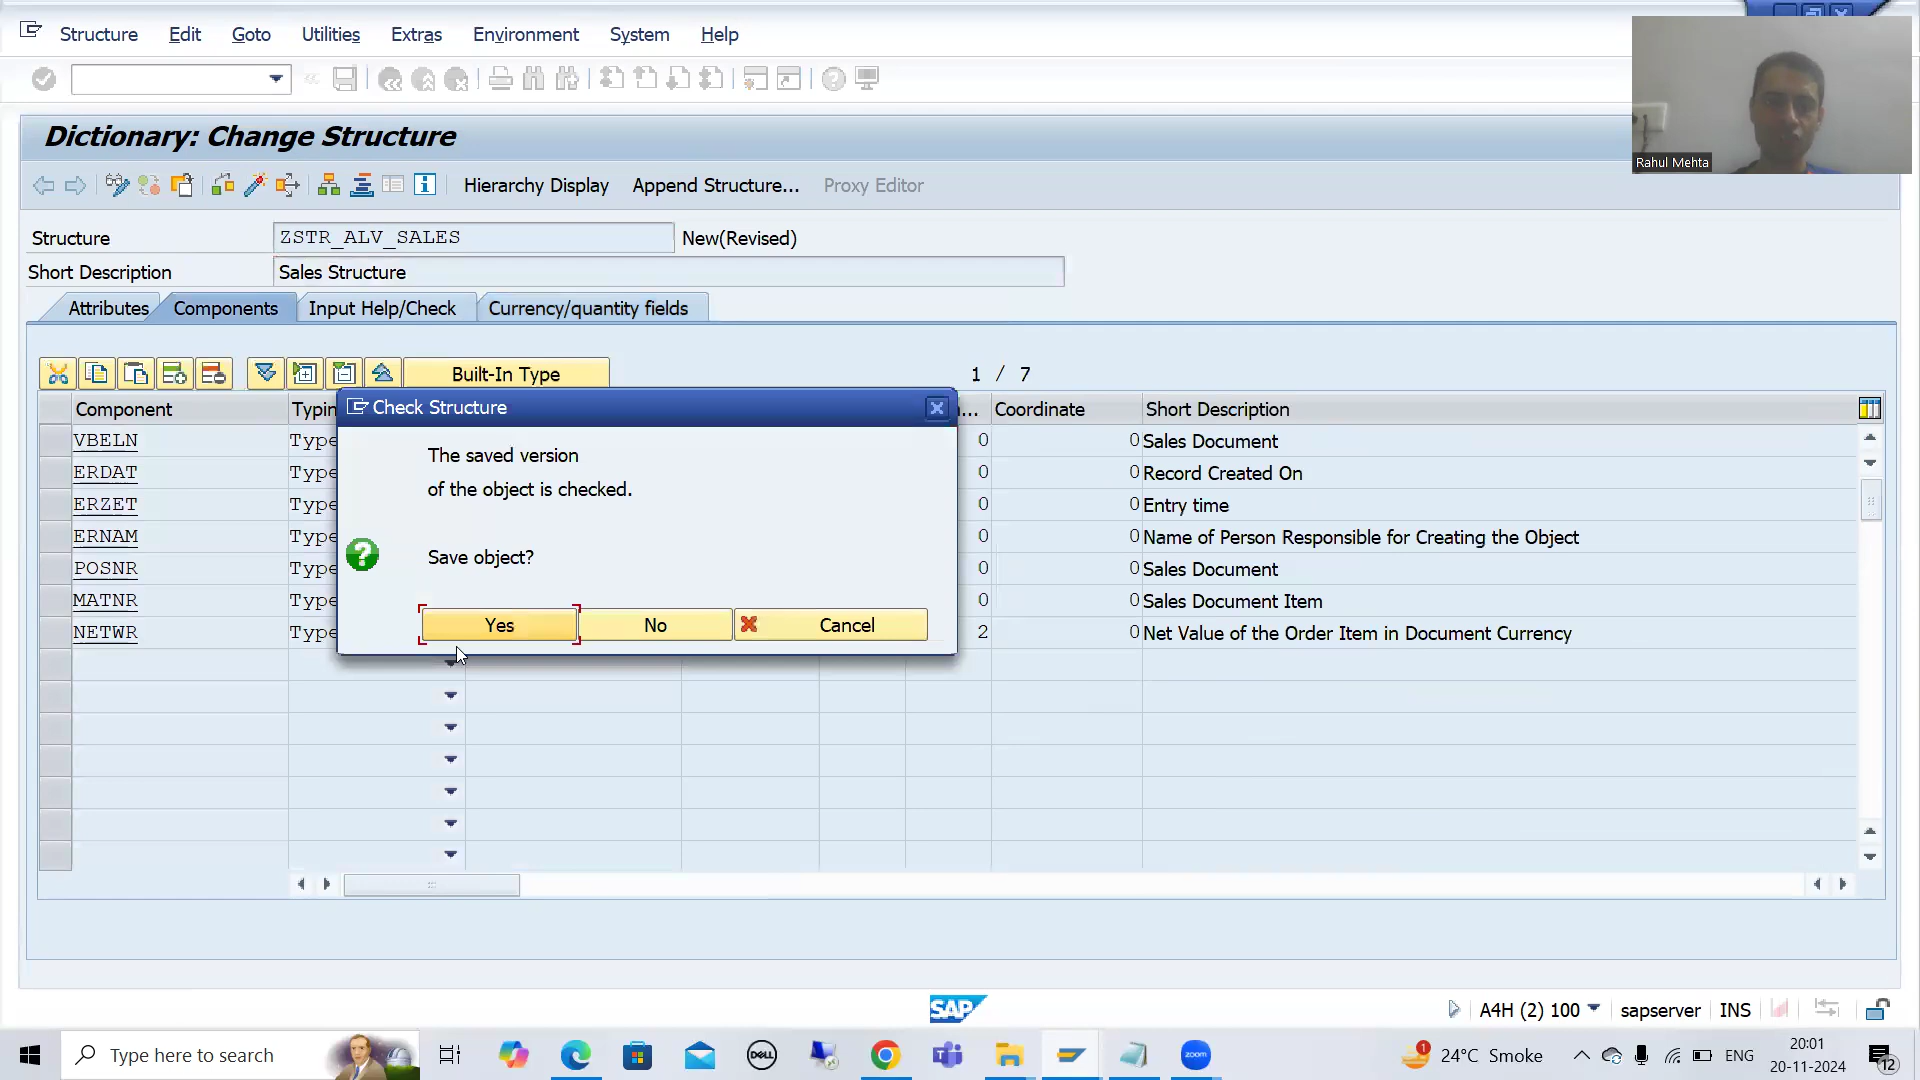 Structure Edit Goto Utilities Extras Environment System Help
Rahul Mehta
Dictionary: Change Structure
Hierarchy Display Append Structure... Proxy Editor
Structure ZSTR_ALV_SALES New(Revised)
Short Description Sales Structure
Attributes Components Input Help/Check Currency/quantity fields
Built-In Type 1 / 7
Component Typin ... Coordinate Short Description
Check Structure
VBELN Type 0 0 Sales Document
ERDAT Type 0 0 Record Created On
ERZET Type 0 0 Entry time
ERNAM Type 0 0 Name of Person Responsible for Creating the Object
POSNR Type 0 0 Sales Document
MATNR Type 0 0 Sales Document Item
NETWR Type 2 0 Net Value of the Order Item in Document Currency
The saved version
of the object is checked.
Save object?
Yes No Cancel
SAP
A4H (2) 100 sapserver INS
Type here to search
DELL
zoom
1
24°C Smoke
ENG
20:01
20-11-2024
12